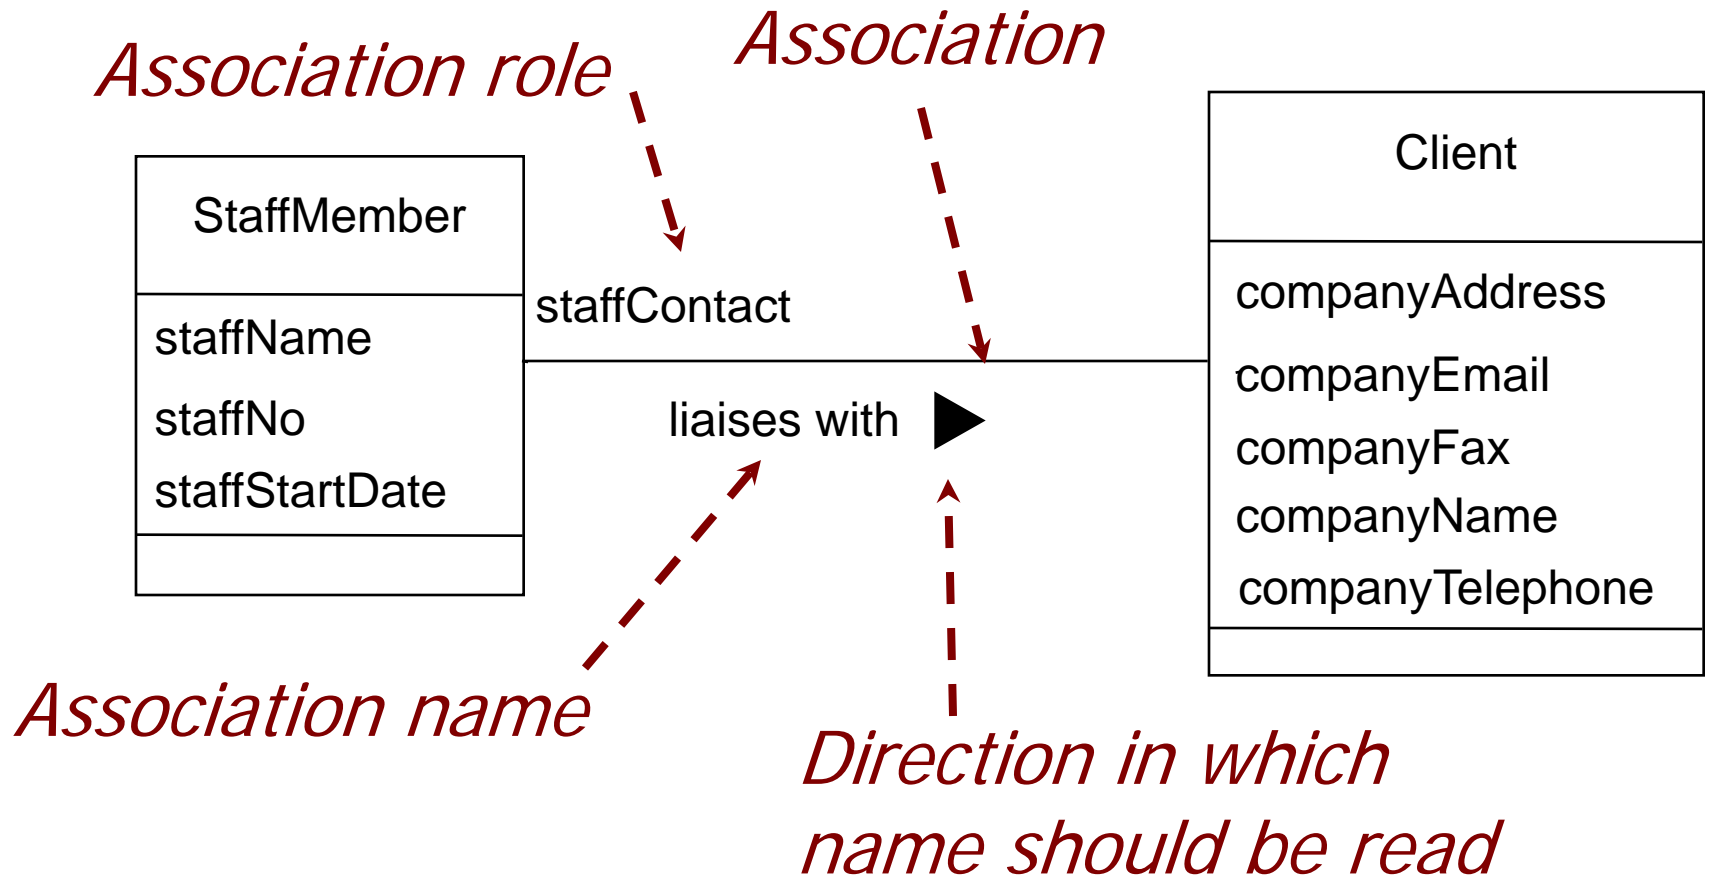 Association role
Association
StaffMember
staffName
staffNo
staffStartDate
staffContact
liaises with
Client
companyAddress
companyEmail
companyFax
companyName
companyTelephone
Association name
Direction in which
name should be read